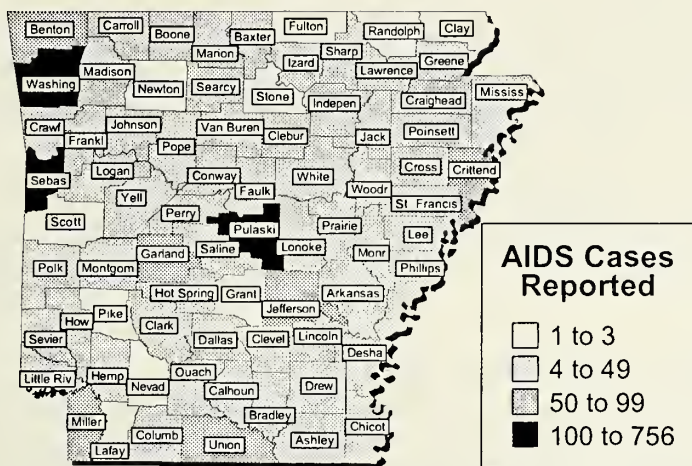 Benton
Carroll
Boone
Baxter
Fulton
Randolph
Clay
Marion
Izard
Sharp
Lawrence
Greene
Washing
Madison
Newton
Searcy
Stone
Indepen
Craighead
Mississ
Crawf
Frankl
Johnson
Pope
Van Buren
Clebur
Jack
Poinsett
Sebas
Logan
Conway
Faulk
White
Woodr
Cross
Crittend
St Francis
Scott
Yell
Perry
Pulaski
Saline
Lonoke
Prairie
Monr
Lee
Phillips
Polk
Montgom
Garland
Hot Spring
Grant
Jefferson
Arkansas
Sevier
How
Pike
Clark
Dallas
Clevel
Lincoln
Desha
Little Riv
Hemp
Nevad
Ouach
Calhoun
Drew
Bradley
Miller
Lafay
Columb
Union
Ashley
Chicot
AIDS Cases
Reported
1 to 3
4 to 49
50 to 99
100 to 756